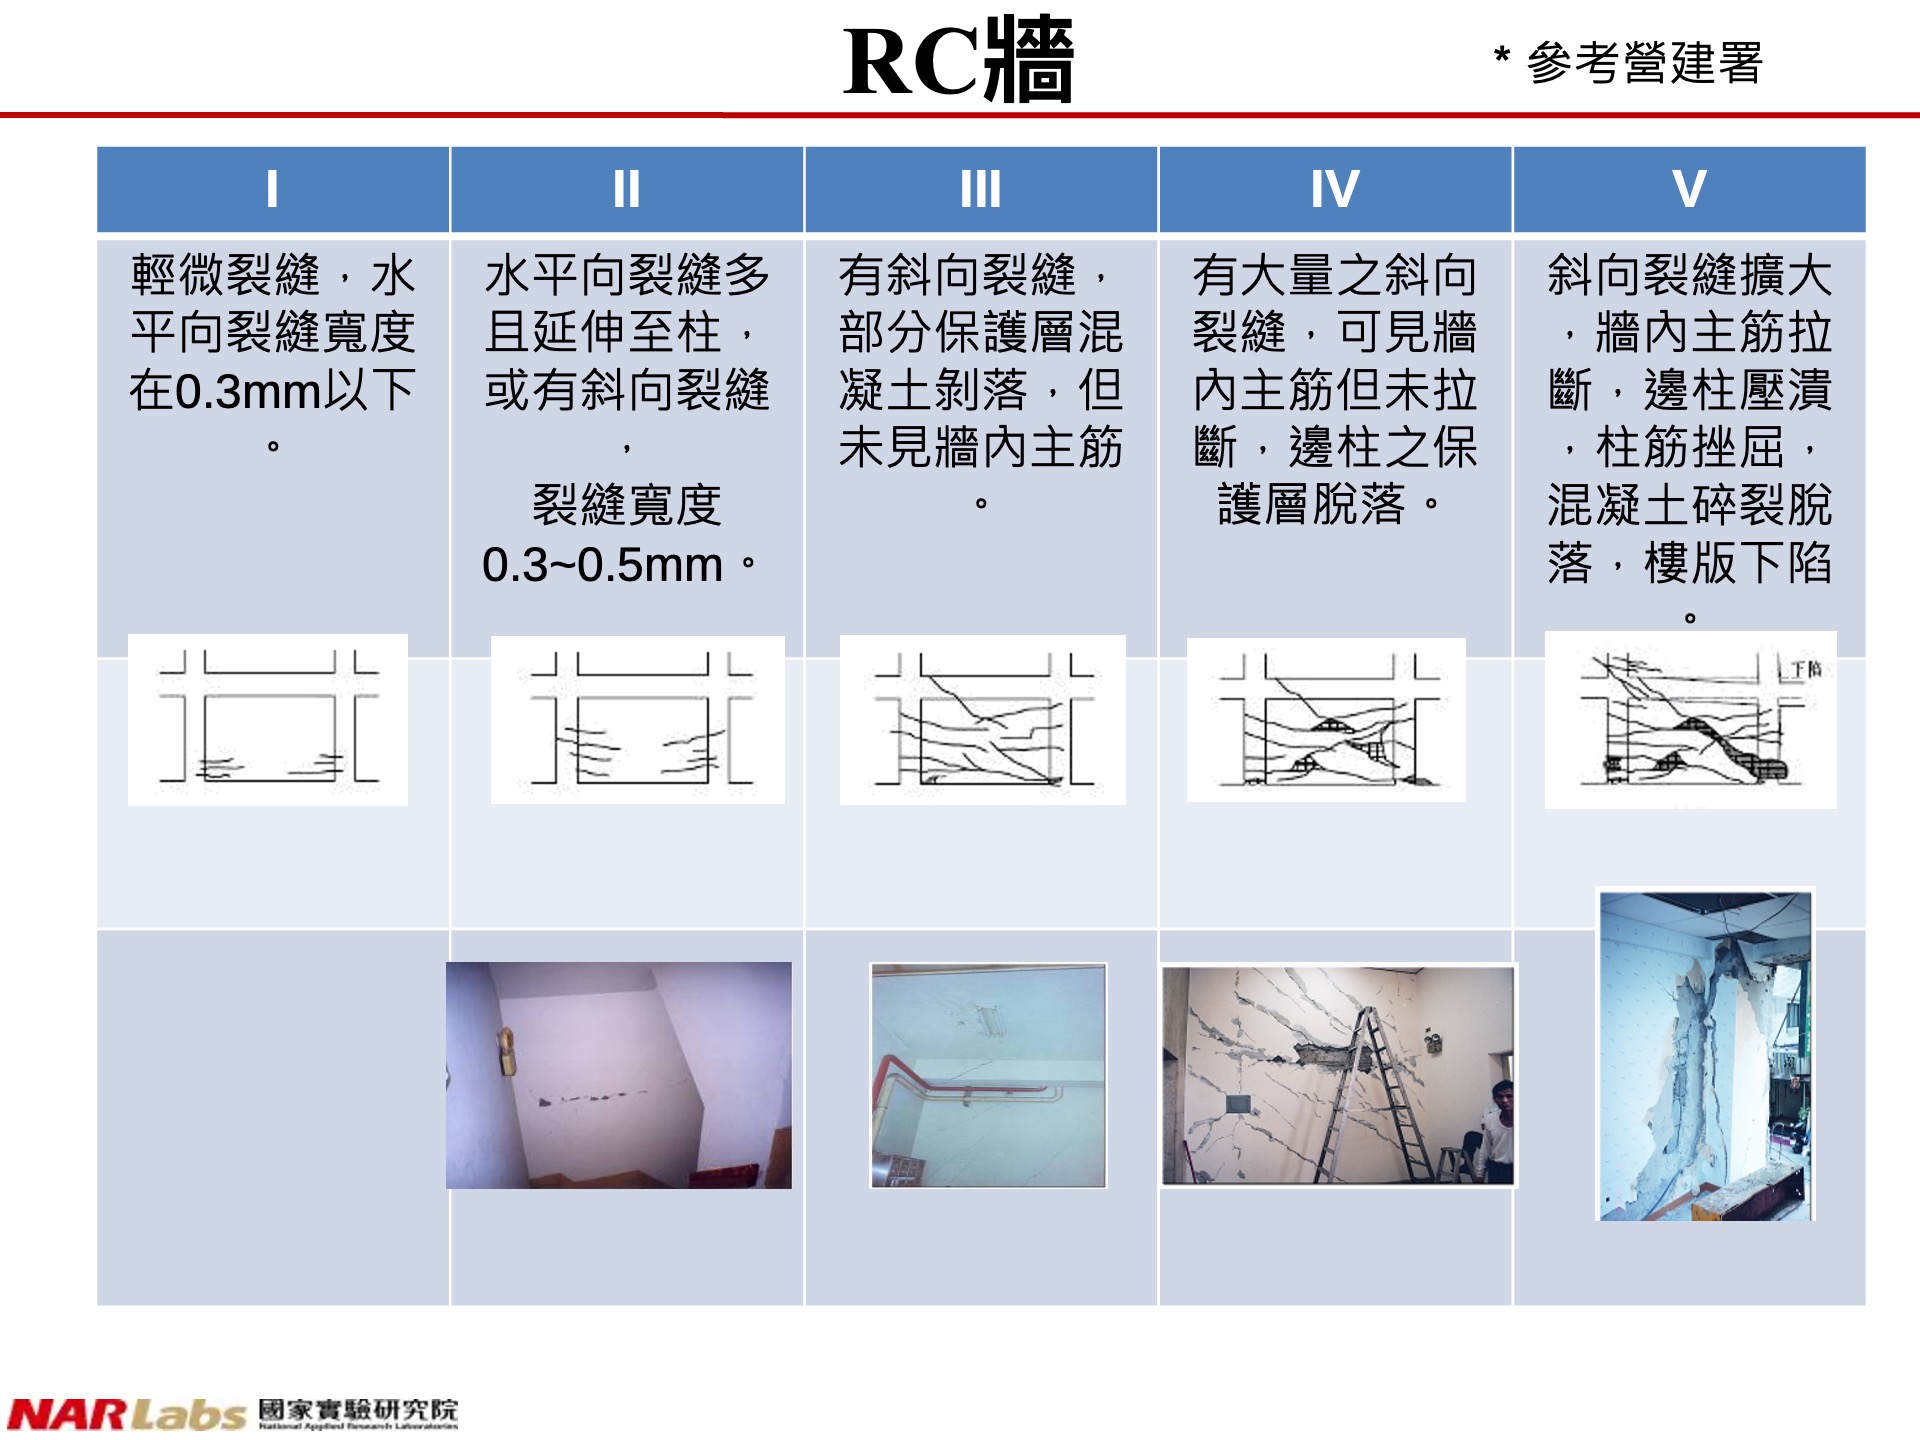 RC牆
* 參考營建署
I
II
III
IV
V
輕微裂縫，水
平向裂縫寬度
在0.3mm以下
。
水平向裂縫多
且延伸至柱，
或有斜向裂縫
，
裂縫寬度
0.3~0.5mm。
有斜向裂縫，
部分保護層混
凝土剝落，但
未見牆內主筋
。
有大量之斜向
裂縫，可見牆
內主筋但未拉
斷，邊柱之保
護層脫落。
斜向裂縫擴大
，牆內主筋拉
斷，邊柱壓潰
，柱筋挫屈，
混凝土碎裂脫
落，樓版下陷
。
下陷
NARLabs 國家實驗研究院
National Applied Research Laboratories